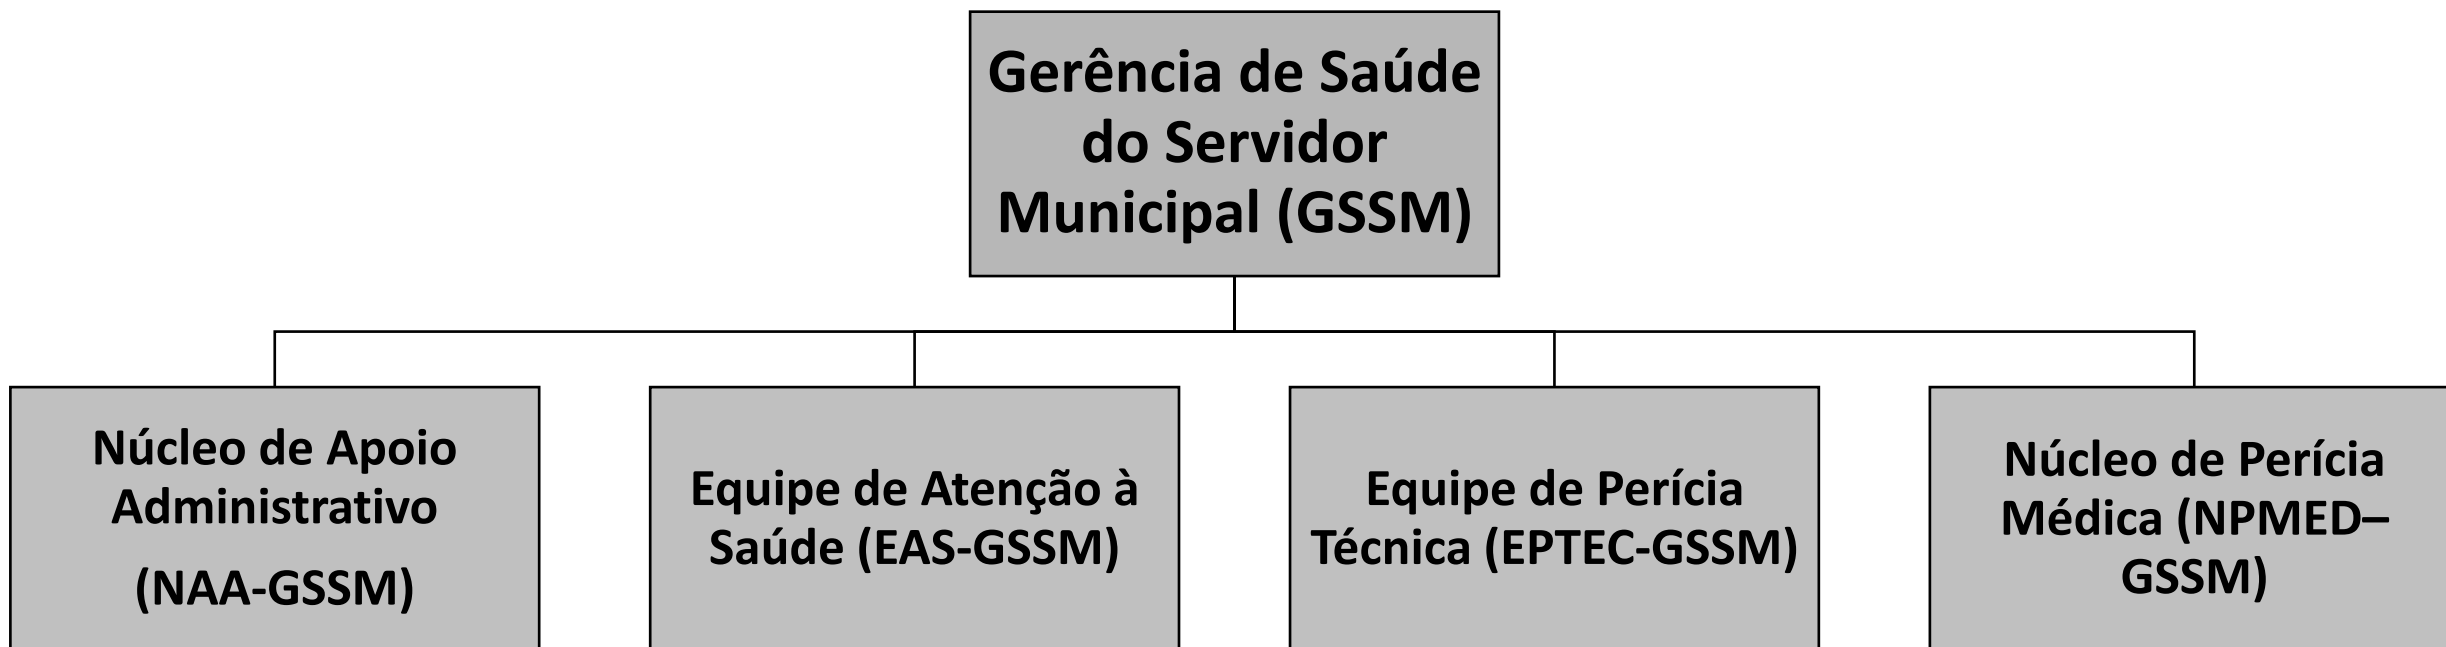 Gerência de Saúde
do Servidor
Municipal (GSSM)
Núcleo de Apoio
Administrativo
(NAA-GSSM)
Equipe de Atenção à
Saúde (EAS-GSSM)
Equipe de Perícia
Técnica (EPTEC-GSSM)
Núcleo de Perícia
Médica (NPMED–
GSSM)